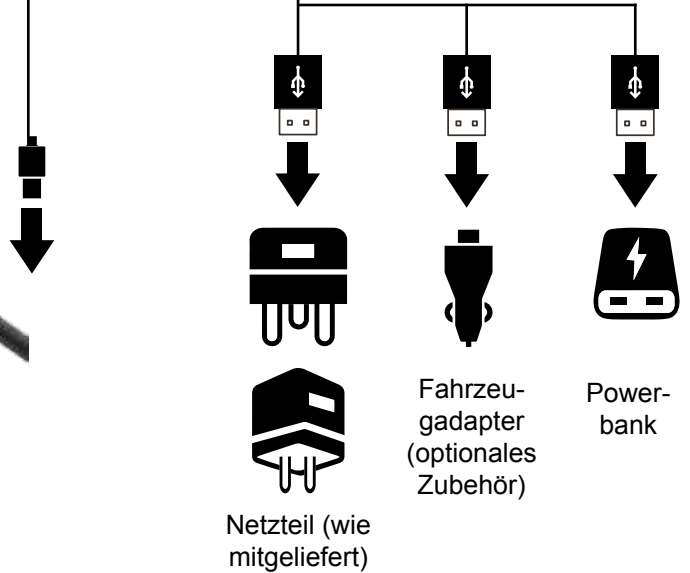 Fahrzeu-
gadapter
(optionales
Zubehör)
Power-
bank
Netzteil (wie
mitgeliefert)